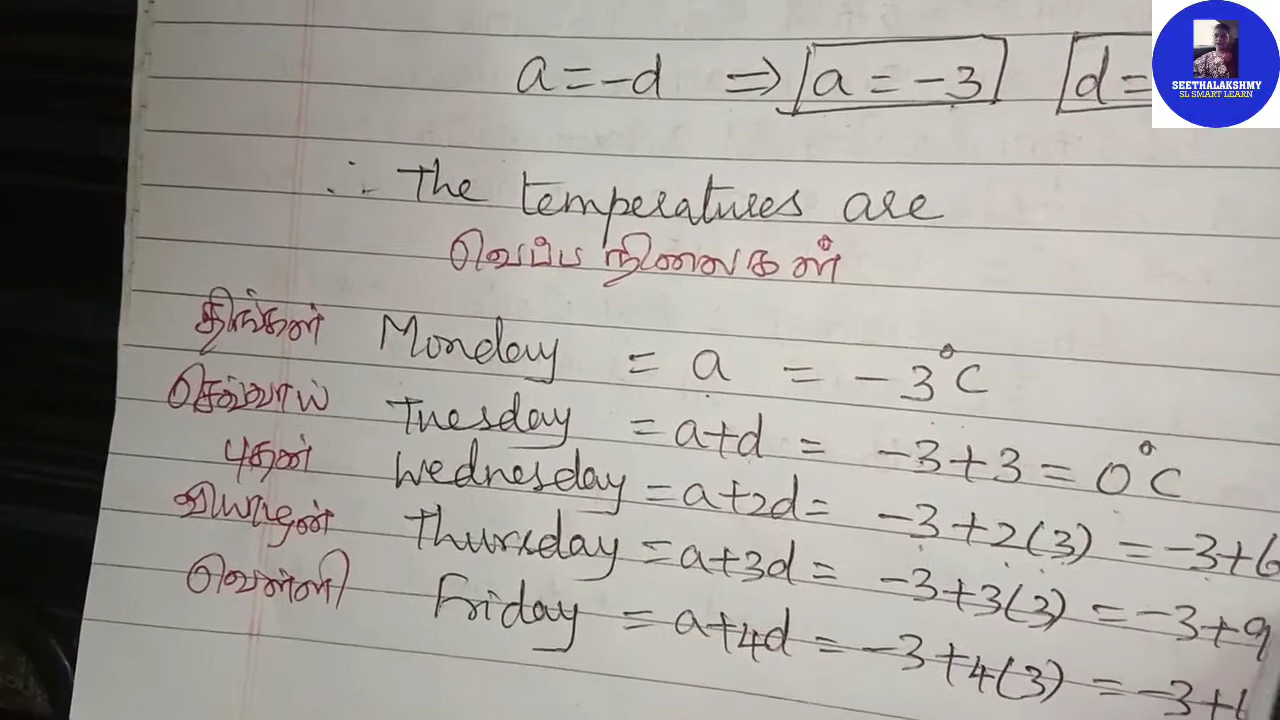 a = -d ⇒ a = -3 d =
SEETHALAKSHMY
SL SMART LEARN
∴ The temperatures are
வெப்ப நிலைகள்
திங்கள் Monday = a = -3°C
செவ்வாய் Tuesday = a+d = -3+3 = 0°C
புதன் Wednesday = a+2d = -3+2(3) = -3+6
வியாழன் Thursday = a+3d = -3+3(3) = -3+9
வெள்ளி Friday = a+4d = -3+4(3) = -3+1